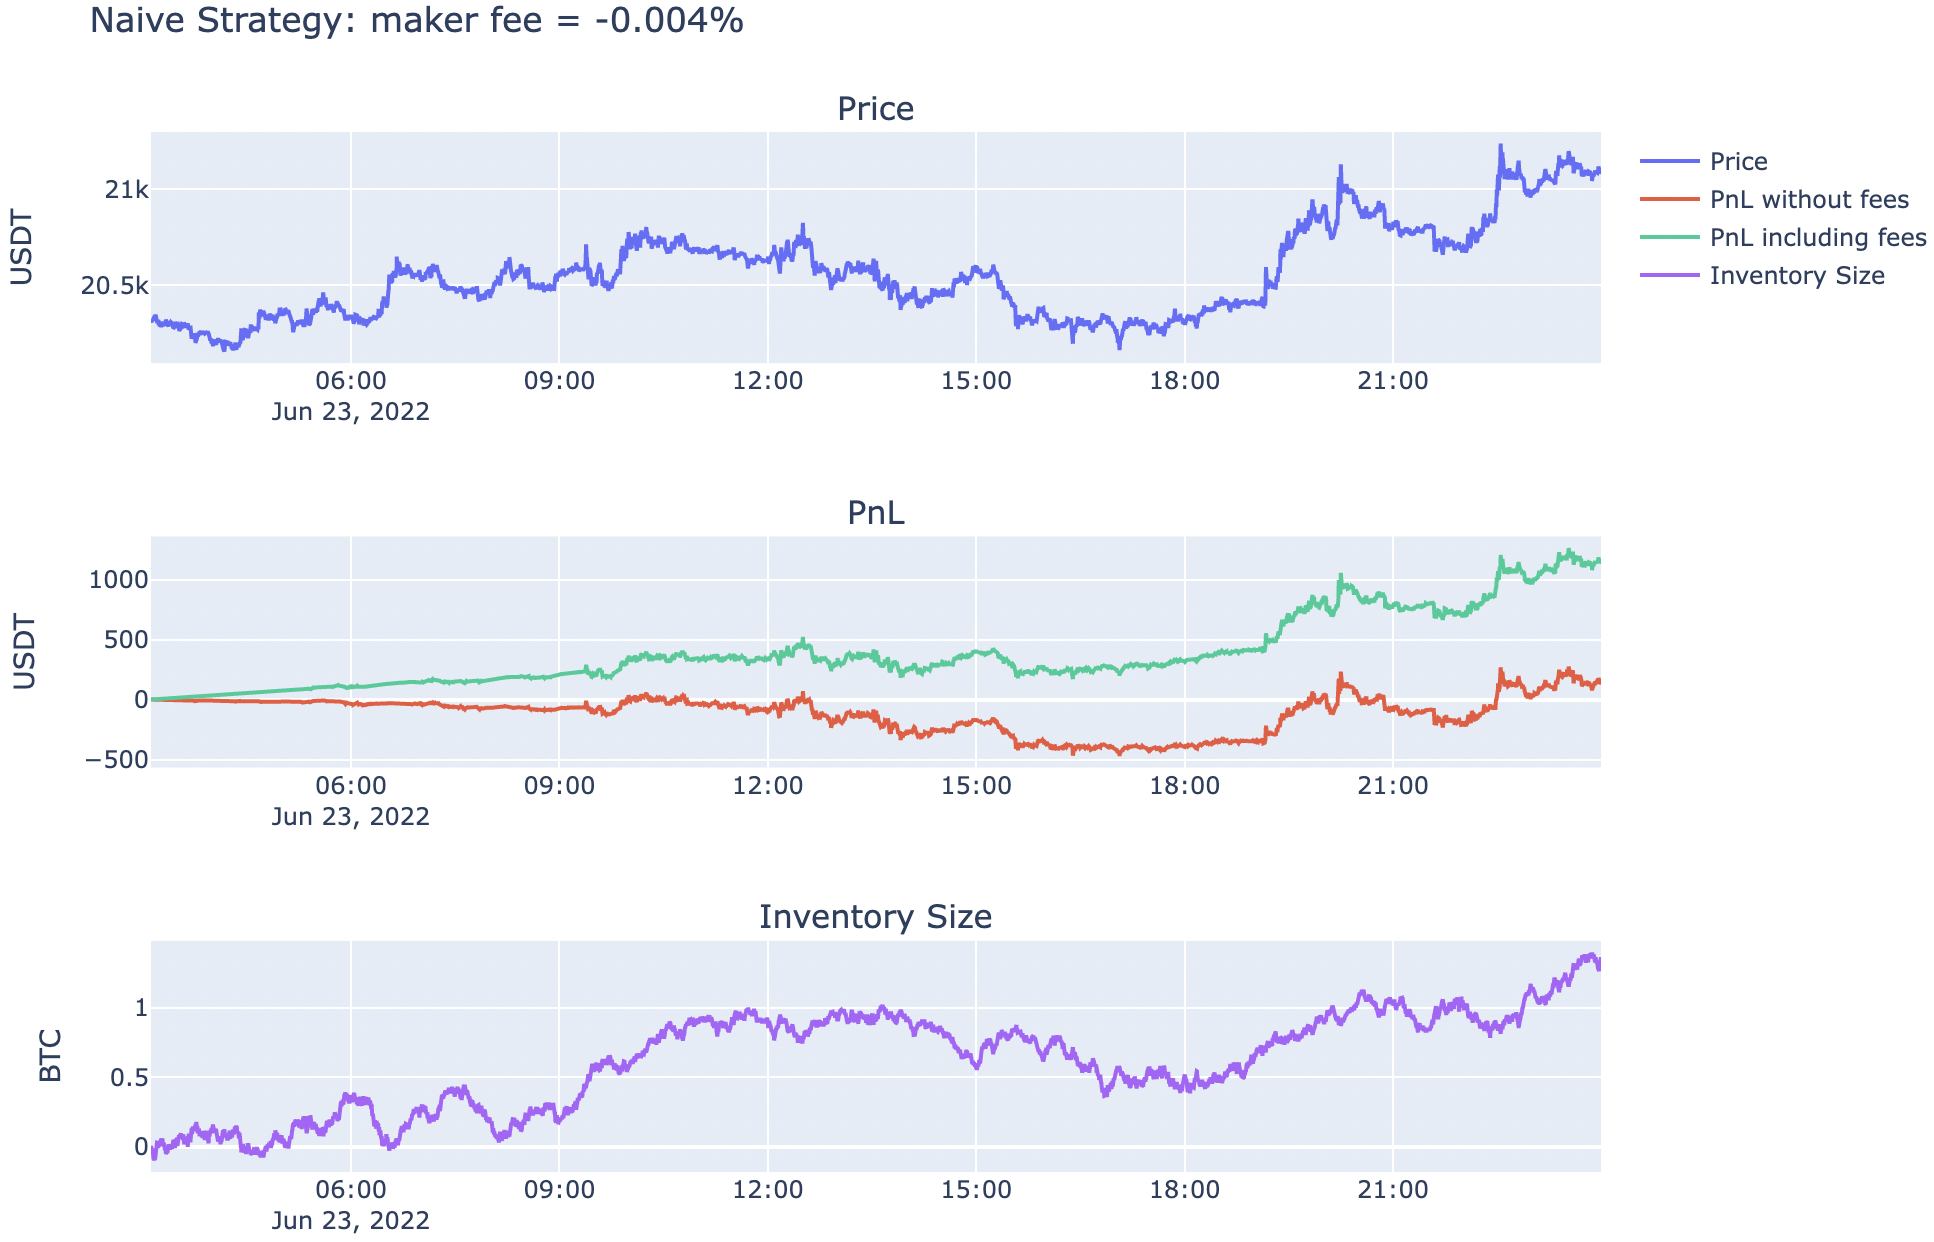 Naive Strategy: maker fee = -0.004%
Price
USDT
21k
20.5k
06:00 09:00 12:00 15:00 18:00 21:00
Jun 23, 2022
Price
PnL without fees
PnL including fees
Inventory Size
PnL
USDT
1000
500
0
−500
06:00 09:00 12:00 15:00 18:00 21:00
Jun 23, 2022
Inventory Size
BTC
1
0.5
0
06:00 09:00 12:00 15:00 18:00 21:00
Jun 23, 2022